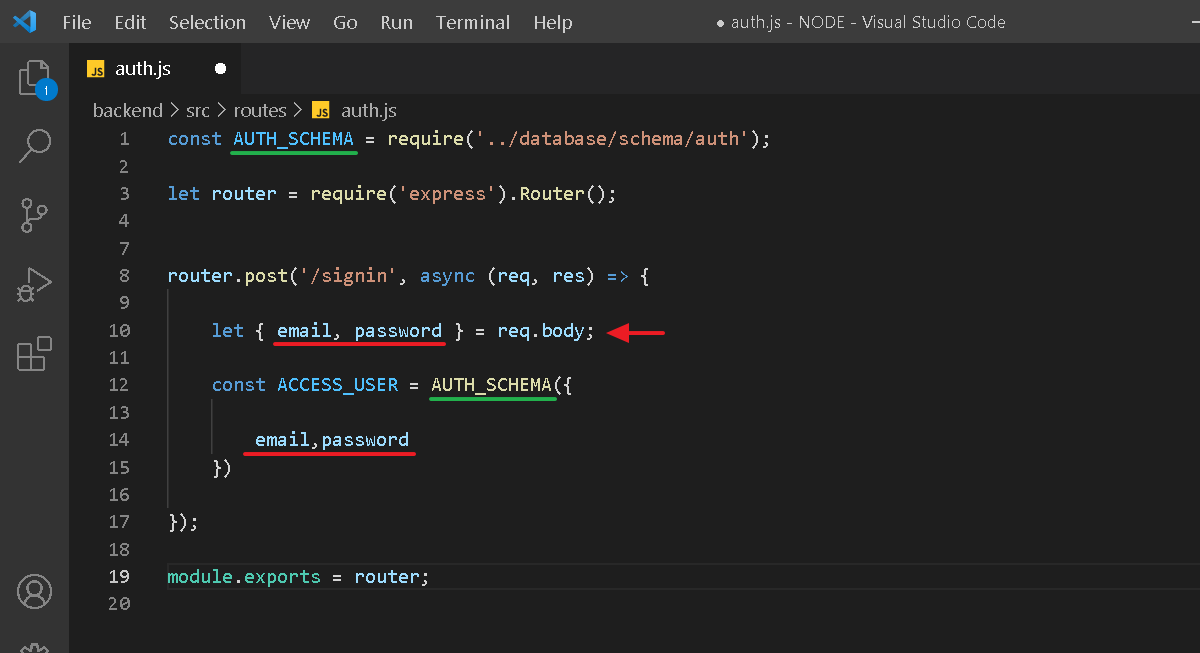 File Edit Selection View Go Run Terminal Help ● auth.js - NODE - Visual Studio Code
JS auth.js ●
1
backend > src > routes > JS auth.js
1 const AUTH_SCHEMA = require('../database/schema/auth');
2
3 let router = require('express').Router();
4
7
8 router.post('/signin', async (req, res) => {
9
10 let { email, password } = req.body;
11
12 const ACCESS_USER = AUTH_SCHEMA({
13
14 email,password
15 })
16
17 });
18
19 module.exports = router;
20